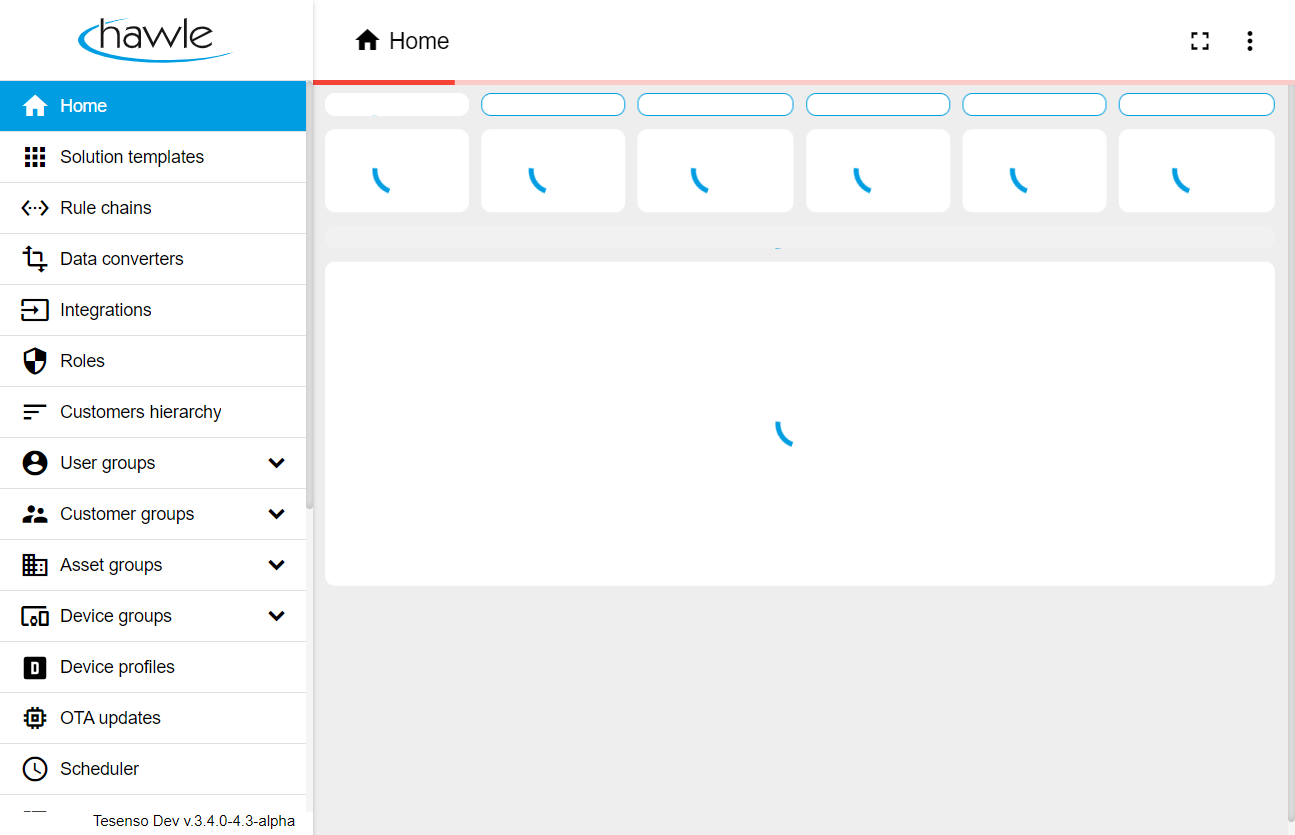 hawle
Home
Home
Solution templates
Rule chains
Data converters
Integrations
Roles
Customers hierarchy
User groups
Customer groups
Asset groups
Device groups
D
Device profiles
OTA updates
Scheduler
Tesenso Dev v.3.4.0-4.3-alpha